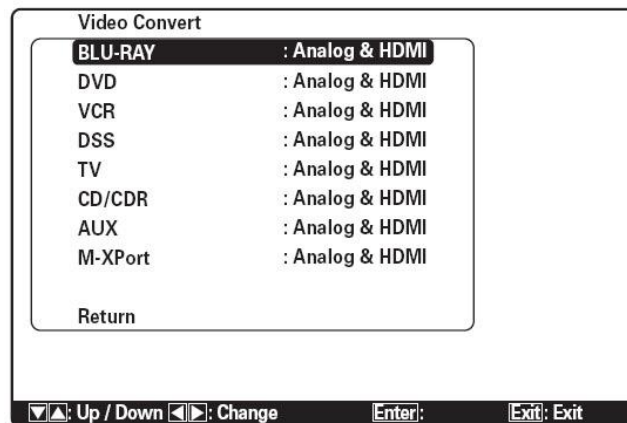 Video Convert
BLU-RAY : Analog & HDMI
DVD : Analog & HDMI
VCR : Analog & HDMI
DSS : Analog & HDMI
TV : Analog & HDMI
CD/CDR : Analog & HDMI
AUX : Analog & HDMI
M-XPort : Analog & HDMI
Return
▼▲: Up / Down ◀▶: Change Enter: Exit: Exit